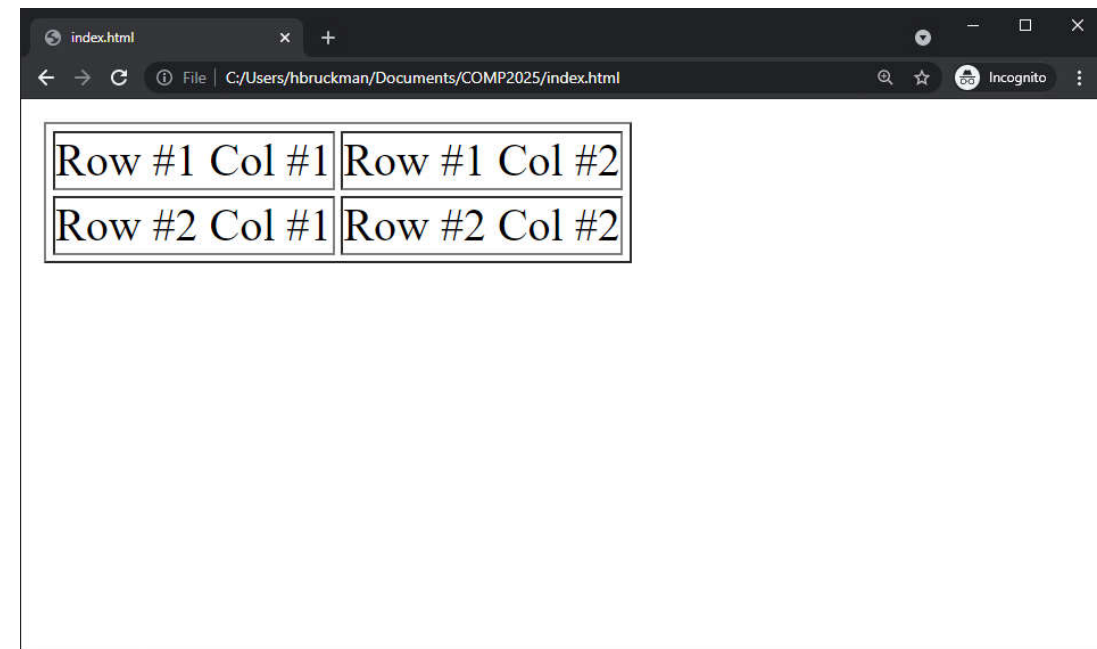 index.html
File C:/Users/hbruckman/Documents/COMP2025/index.html Incognito
Row #1 Col #1 Row #1 Col #2
Row #2 Col #1 Row #2 Col #2